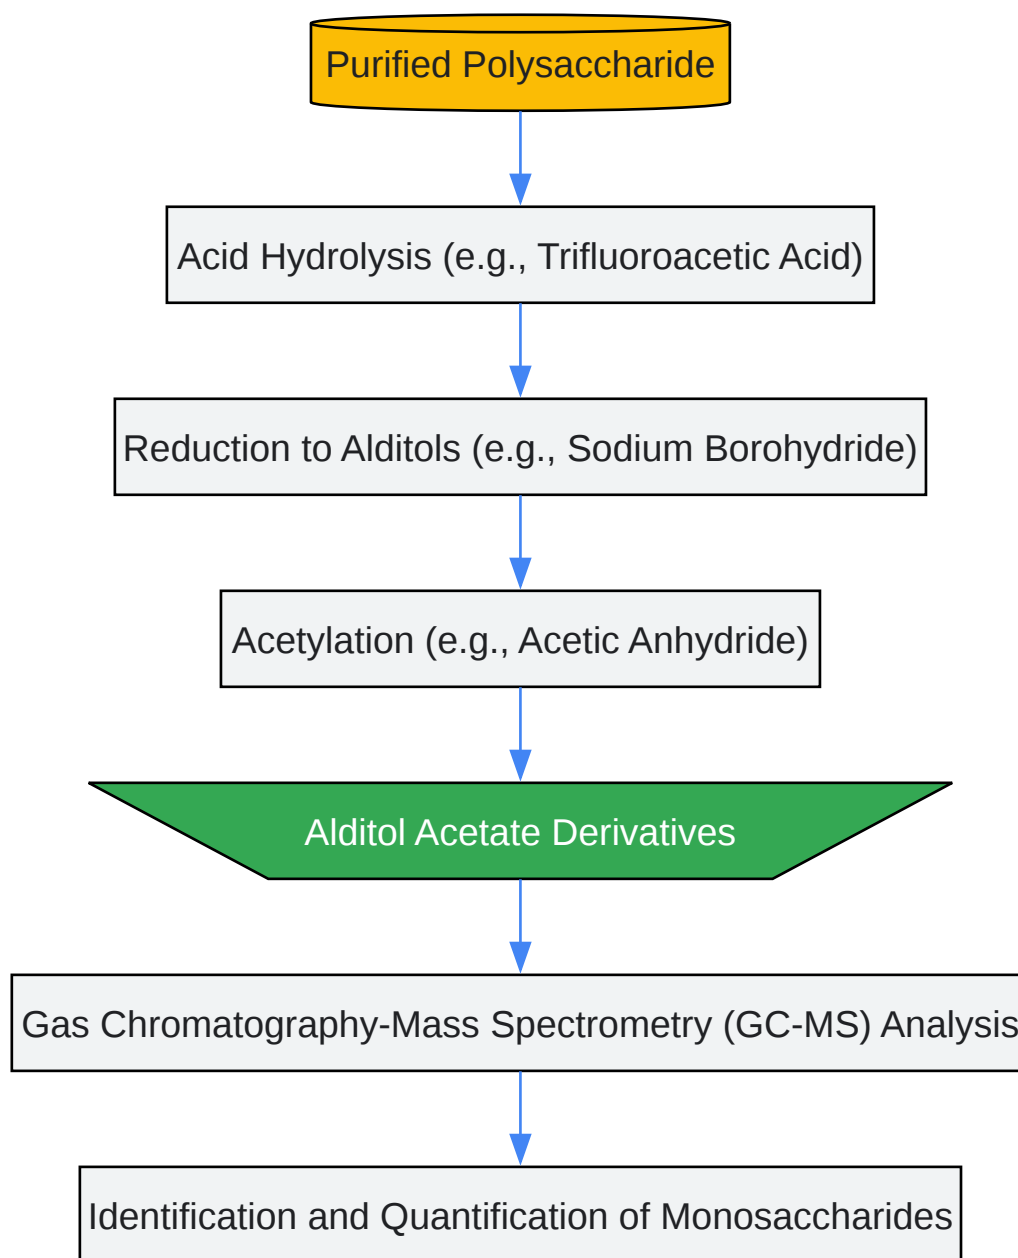 Purified Polysaccharide
Acid Hydrolysis (e.g., Trifluoroacetic Acid)
Reduction to Alditols (e.g., Sodium Borohydride)
Acetylation (e.g., Acetic Anhydride)
Alditol Acetate Derivatives
Gas Chromatography-Mass Spectrometry (GC-MS) Analysis
Identification and Quantification of Monosaccharides